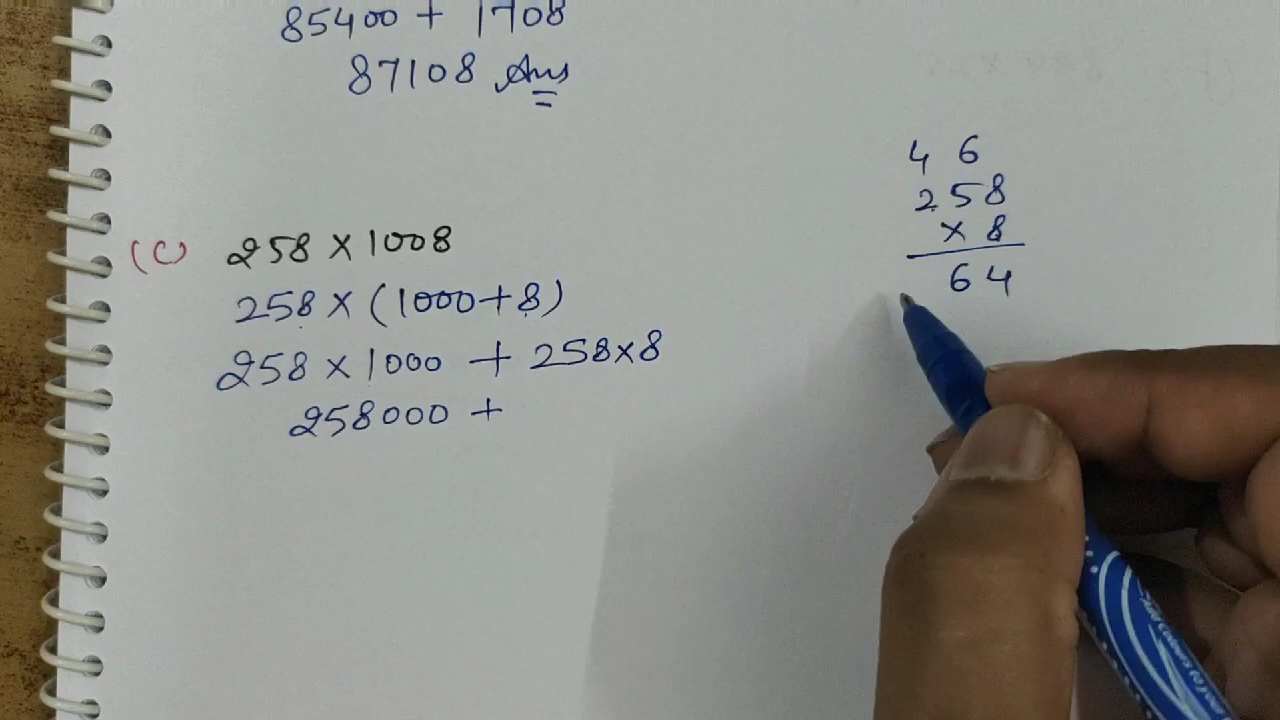 85400 + 1708
87108 Ans
(C) 258 × 1008
258 × (1000+8)
258 × 1000 + 258×8
258000 +
4 6
258
× 8
64